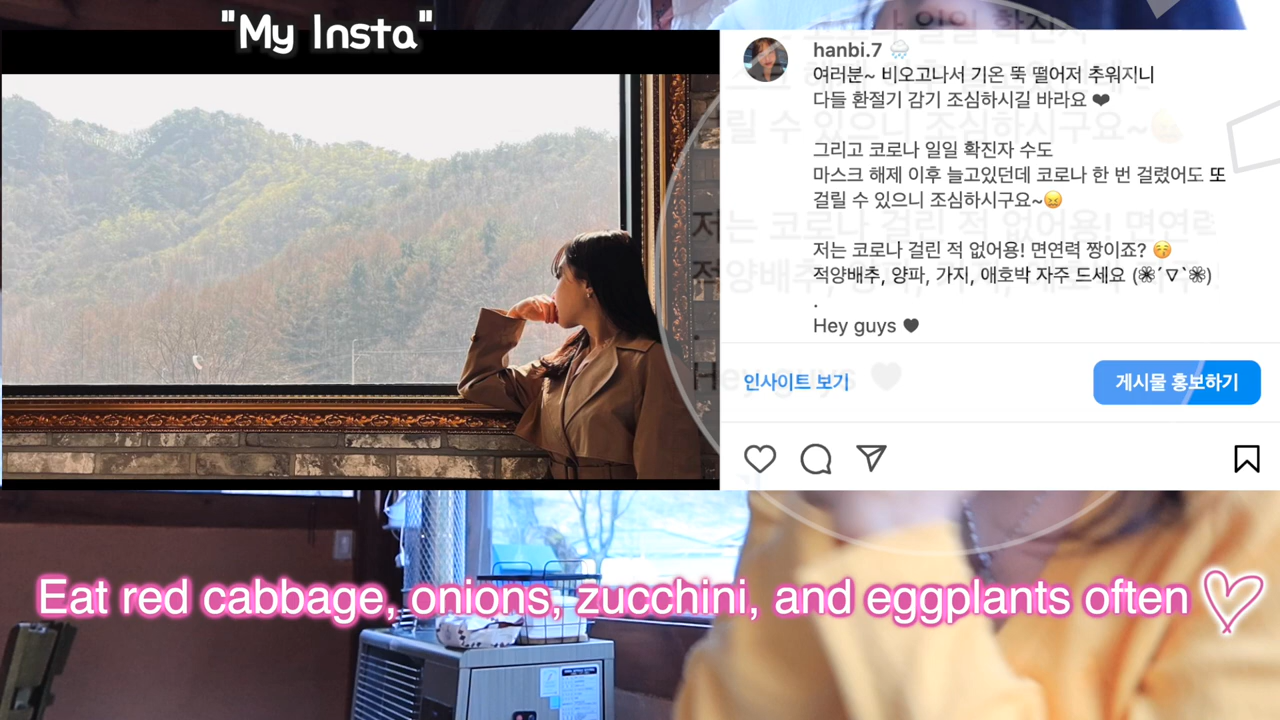 "My Insta"
hanbi.7 🌧️
여러분~ 비오고나서 기온 뚝 떨어저 추워지니
다들 환절기 감기 조심하시길 바라요 ❤
그리고 코로나 일일 확진자 수도
마스크 해제 이후 늘고있던데 코로나 한 번 걸렸어도 또
걸릴 수 있으니 조심하시구요~😖
저는 코로나 걸린 적 없어용! 면연력 짱이죠? 😚
적양배추, 양파, 가지, 애호박 자주 드세요 (❀´∇`❀)
.
Hey guys 🖤
인사이트 보기
게시물 홍보하기
Eat red cabbage, onions, zucchini, and eggplants often ♡